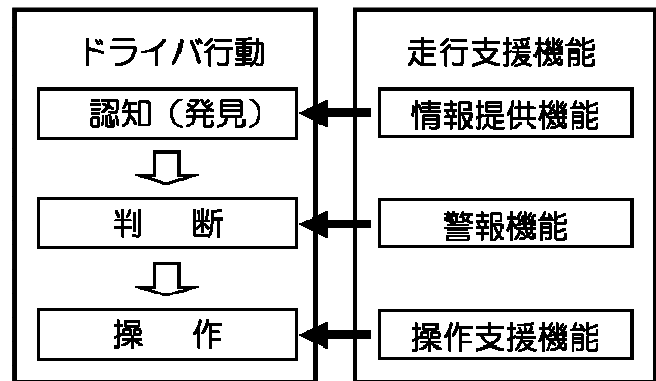 ドライバ行動
認知（発見）
判 断
操 作
走行支援機能
情報提供機能
警報機能
操作支援機能